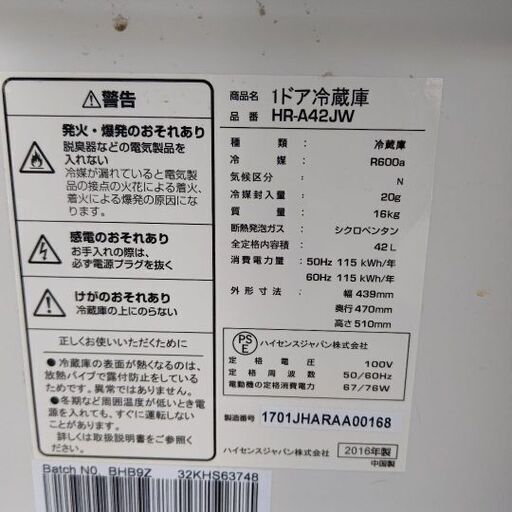 ⚠警告
発火・爆発のおそれあり
脱臭器などの電気製品を
入れない
冷媒が漏れていると電気製
品の接点の火花による着火、
着火による爆発の原因にな
ります。
感電のおそれあり
お手入れの際は、
必ず電源プラグを抜く
けがのおそれあり
冷蔵庫の上にのらない
正しくお使いいただくために
●冷蔵庫の表面が熱くなるのは、
放熱パイプで露付防止をしている
ためです。異常ではありません。
●冬期など周囲温度が低いとき電
源を入れても、すぐに運転しない
ことがあります。
詳しくは取扱説明書をご覧ください。
商品名 1ドア冷蔵庫
品番 HR-A42JW
種類: 冷蔵庫
冷媒: R600a
気候区分: N
冷媒封入量: 20g
質量: 16kg
断熱発泡ガス: シクロペンタン
全定格内容積: 42L
消費電力量: 50Hz 115 kWh/年
60Hz 115 kWh/年
外形寸法: 幅 439mm
奥行 470mm
高さ 510mm
PSE ハイセンスジャパン株式会社
定格電圧: 100V
定格周波数: 50/60Hz
電動機の定格消費電力: 67/76W
製造番号 1701JHARAA00168
ハイセンスジャパン株式会社 2016年製
中国製
Batch NO. BHB9Z 32KHS63748